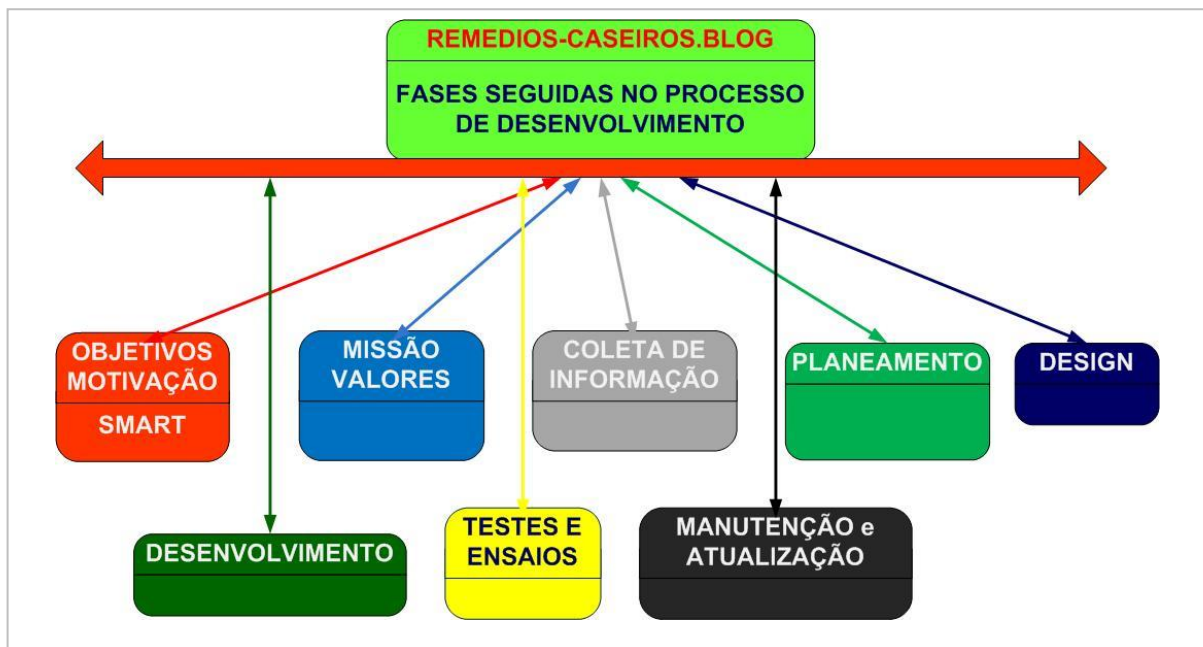 REMEDIOS-CASEIROS.BLOG
FASES SEGUIDAS NO PROCESSO
DE DESENVOLVIMENTO
OBJETIVOS
MOTIVAÇÃO
SMART
MISSÃO
VALORES
COLETA DE
INFORMAÇÃO
PLANEAMENTO
DESIGN
DESENVOLVIMENTO
TESTES E
ENSAIOS
MANUTENÇÃO e
ATUALIZAÇÃO